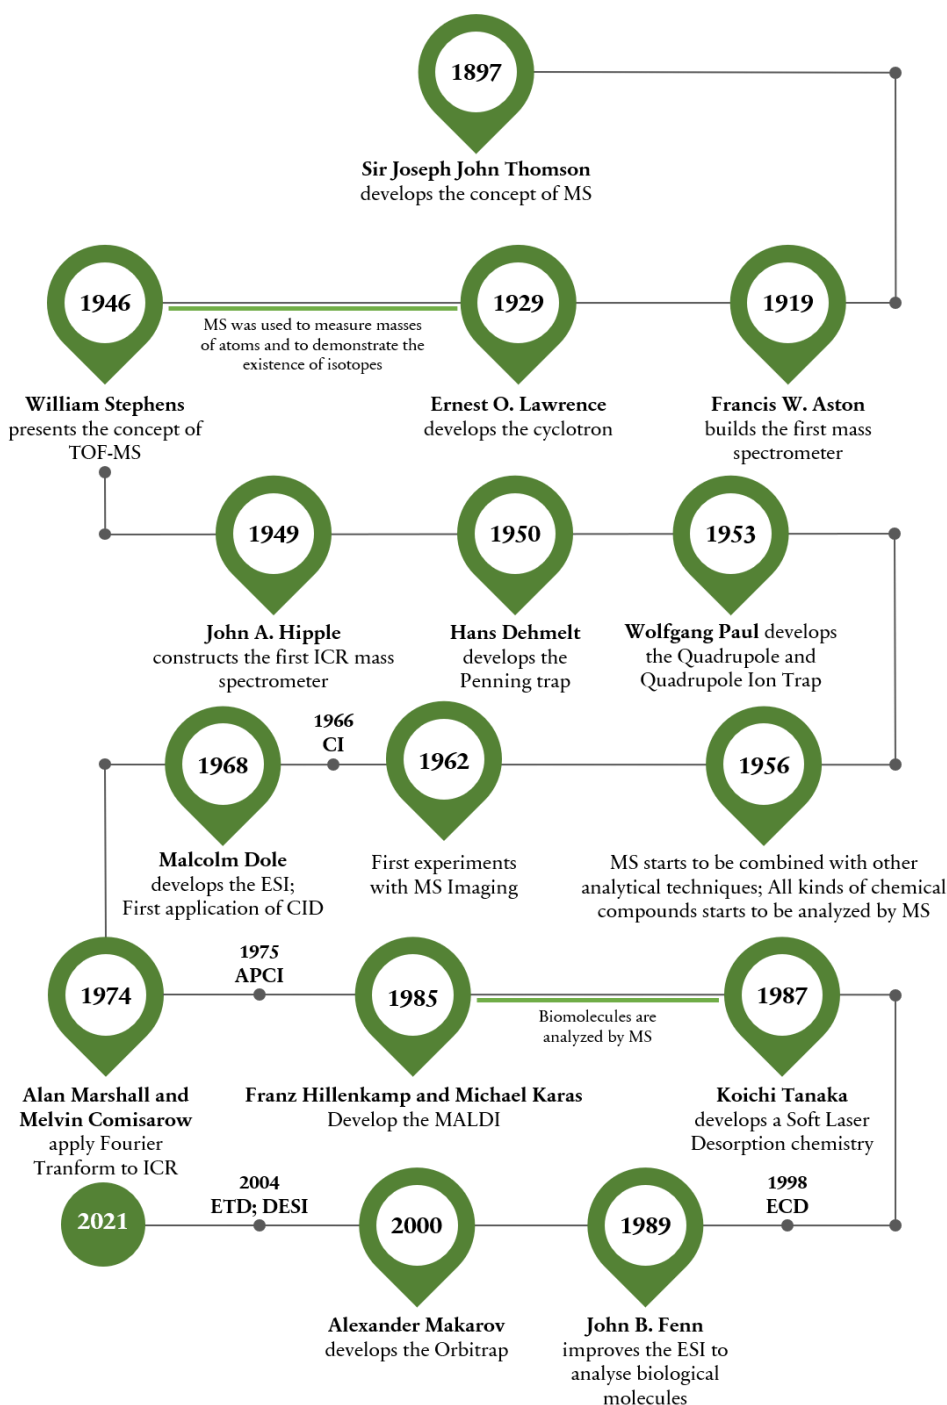 1897
Sir Joseph John Thomson
develops the concept of MS
1946
1929
1919
MS was used to measure masses
of atoms and to demonstrate the
existence of isotopes
William Stephens
presents the concept of
TOF-MS
Ernest O. Lawrence
develops the cyclotron
Francis W. Aston
builds the first mass
spectrometer
1949
1950
1953
John A. Hipple
constructs the first ICR mass
spectrometer
Hans Dehmelt
develops the
Penning trap
Wolfgang Paul develops
the Quadrupole and
Quadrupole Ion Trap
1968
1966
CI
1962
1956
Malcolm Dole
develops the ESI;
First application of CID
First experiments
with MS Imaging
MS starts to be combined with other
analytical techniques; All kinds of chemical
compounds starts to be analyzed by MS
1974
1975
APCI
1985
1987
Biomolecules are
analyzed by MS
Alan Marshall and
Melvin Comisarow
apply Fourier
Tranform to ICR
Franz Hillenkamp and Michael Karas
Develop the MALDI
Koichi Tanaka
develops a Soft Laser
Desorption chemistry
2021
2004
ETD; DESI
2000
1989
1998
ECD
Alexander Makarov
develops the Orbitrap
John B. Fenn
improves the ESI to
analyse biological
molecules